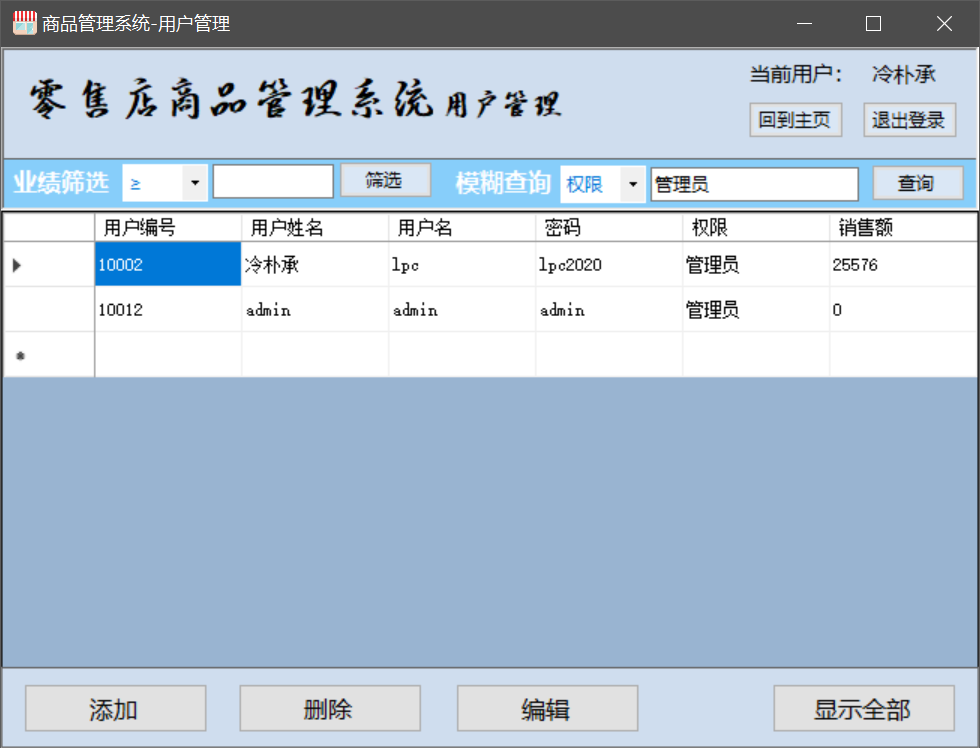 商品管理系统-用户管理
零售店商品管理系统 用户管理
当前用户： 冷朴承
回到主页 退出登录
业绩筛选 ≥ 筛选 模糊查询 权限 管理员 查询
用户编号 用户姓名 用户名 密码 权限 销售额
10002 冷朴承 lpc lpc2020 管理员 25576
10012 admin admin admin 管理员 0
添加 删除 编辑 显示全部